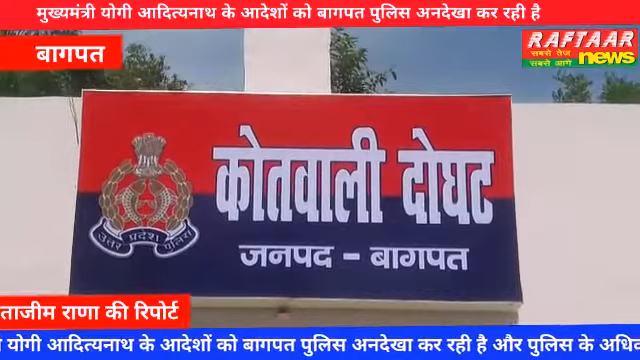 मुख्यमंत्री योगी आदित्यनाथ के आदेशों को बागपत पुलिस अनदेखा कर रही है
बागपत
RAFTAAR
सबसे तेज
सबसे आगे
news
कोतवाली दोघट
उत्तर प्रदेश पुलिस
जनपद - बागपत
ताजीम राणा की रिपोर्ट
योगी आदित्यनाथ के आदेशों को बागपत पुलिस अनदेखा कर रही है और पुलिस के